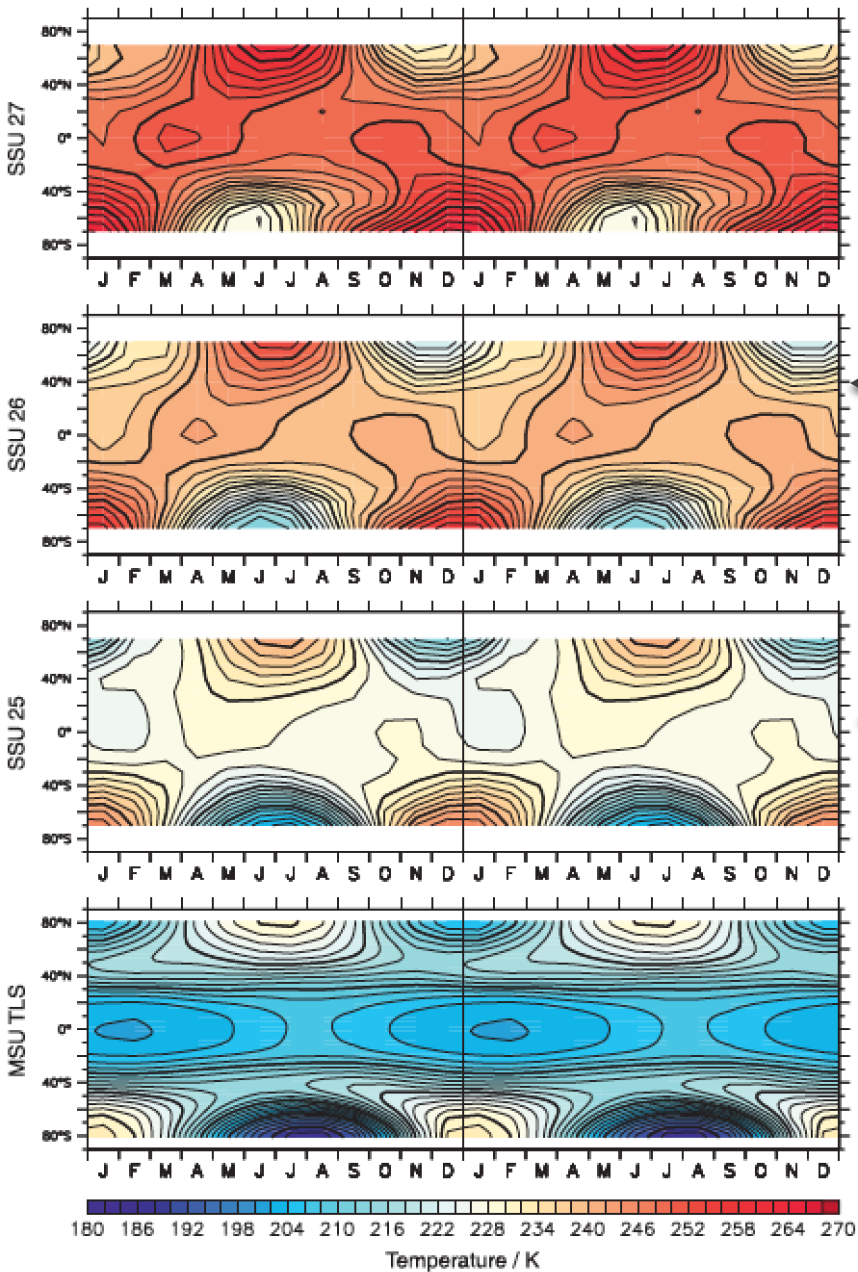 SSU 27
80°N
40°N
0°
40°S
80°S
J F M A M J J A S O N D J F M A M J J A S O N D
SSU 26
80°N
40°N
0°
40°S
80°S
J F M A M J J A S O N D J F M A M J J A S O N D
SSU 25
80°N
40°N
0°
40°S
80°S
J F M A M J J A S O N D J F M A M J J A S O N D
MSU TLS
80°N
40°N
0°
40°S
80°S
J F M A M J J A S O N D J F M A M J J A S O N D
180 186 192 198 204 210 216 222 228 234 240 246 252 258 264 270
Temperature / K